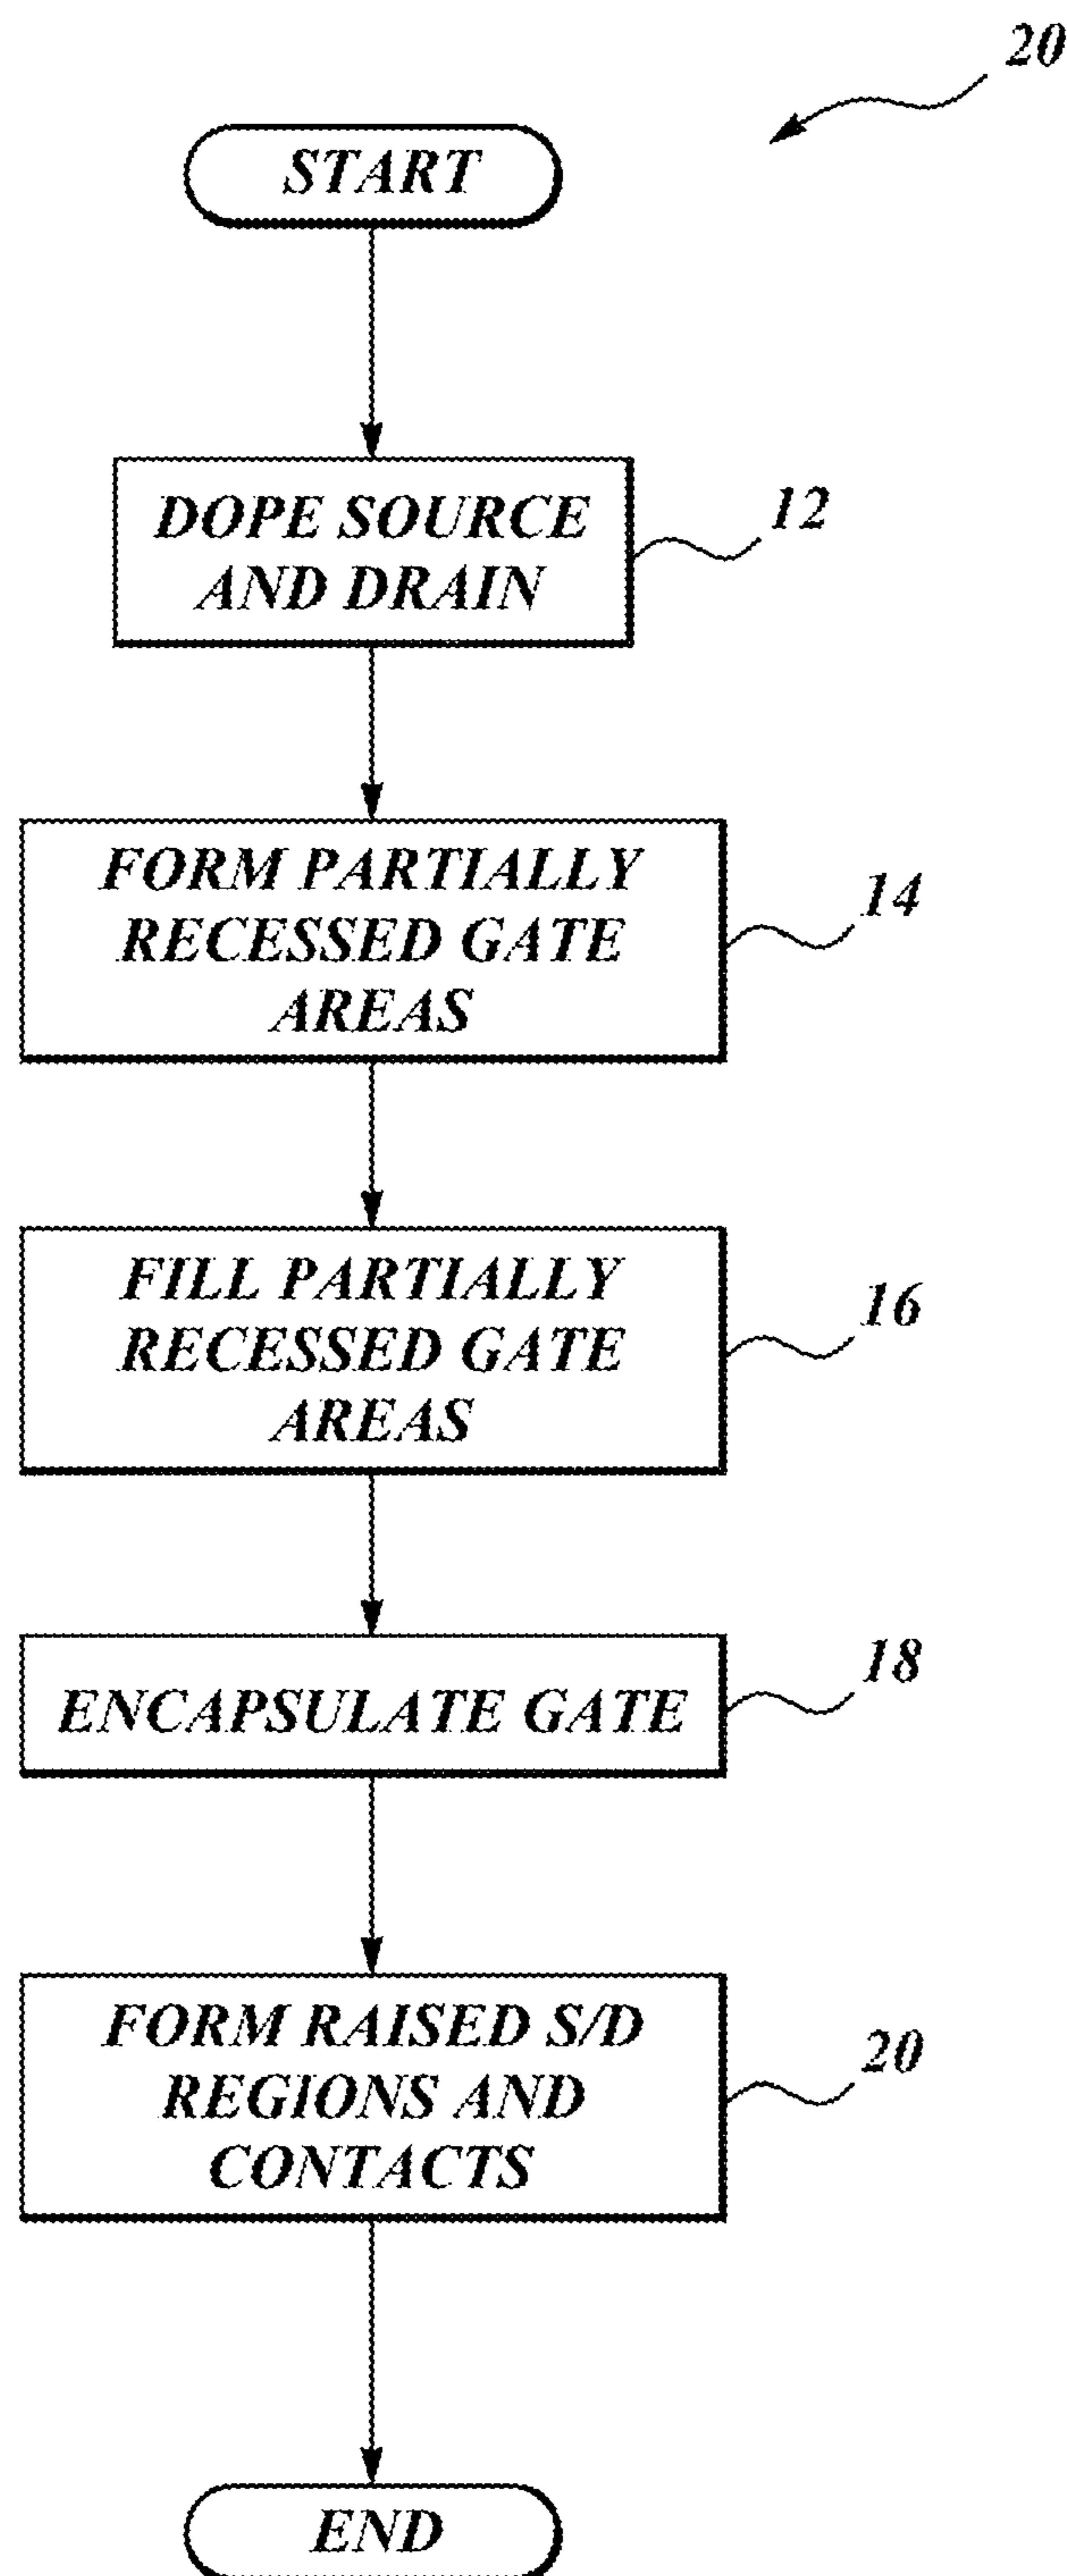 20
START
DOPE SOURCE
AND DRAIN
12
FORM PARTIALLY
RECESSED GATE
AREAS
14
FILL PARTIALLY
RECESSED GATE
AREAS
16
ENCAPSULATE GATE
18
FORM RAISED S/D
REGIONS AND
CONTACTS
20
END